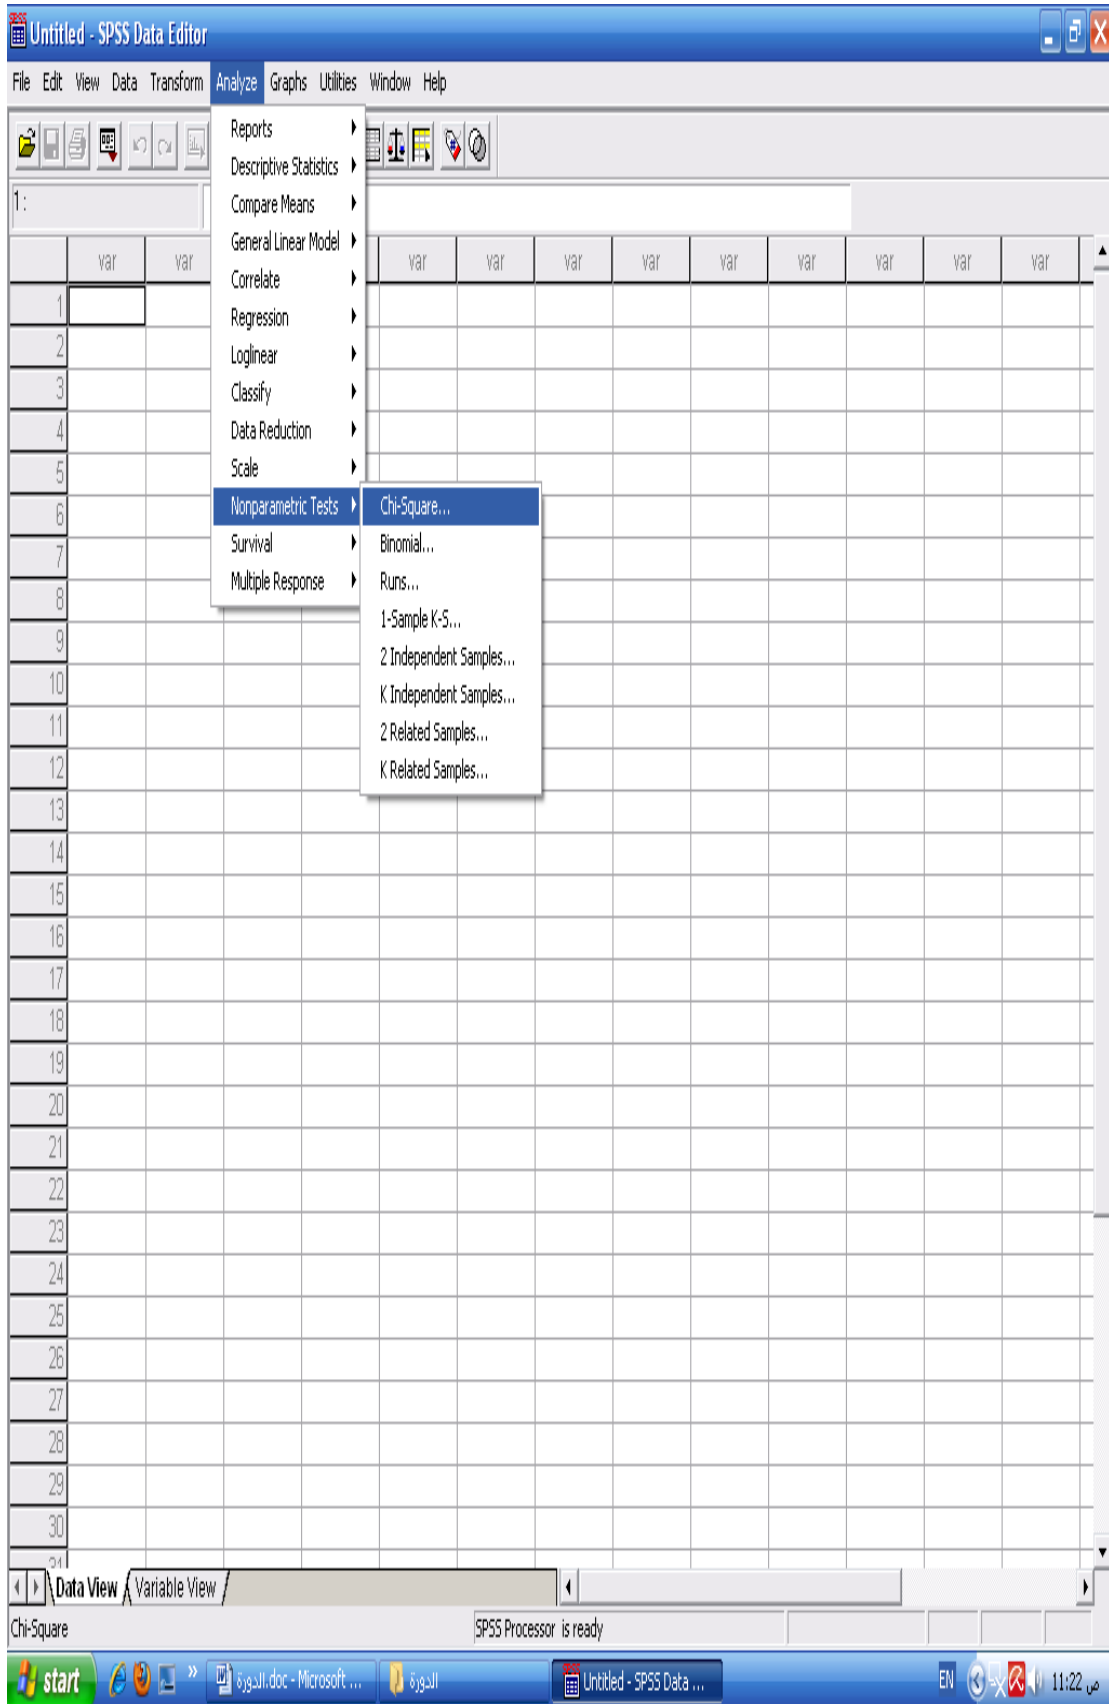 Untitled - SPSS Data Editor
File Edit View Data Transform Analyze Graphs Utilities Window Help
1 :
var var var var var var var var var var var
Reports
Descriptive Statistics
Compare Means
General Linear Model
Correlate
Regression
Loglinear
Classify
Data Reduction
Scale
Nonparametric Tests
Survival
Multiple Response
Chi-Square...
Binomial...
Runs...
1-Sample K-S...
2 Independent Samples...
K Independent Samples...
2 Related Samples...
K Related Samples...
1
2
3
4
5
6
7
8
9
10
11
12
13
14
15
16
17
18
19
20
21
22
23
24
25
26
27
28
29
30
31
Data View Variable View
Chi-Square SPSS Processor is ready
start الدورة.doc - Microsoft ... الدورة Untitled - SPSS Data ... EN 11:22 ص